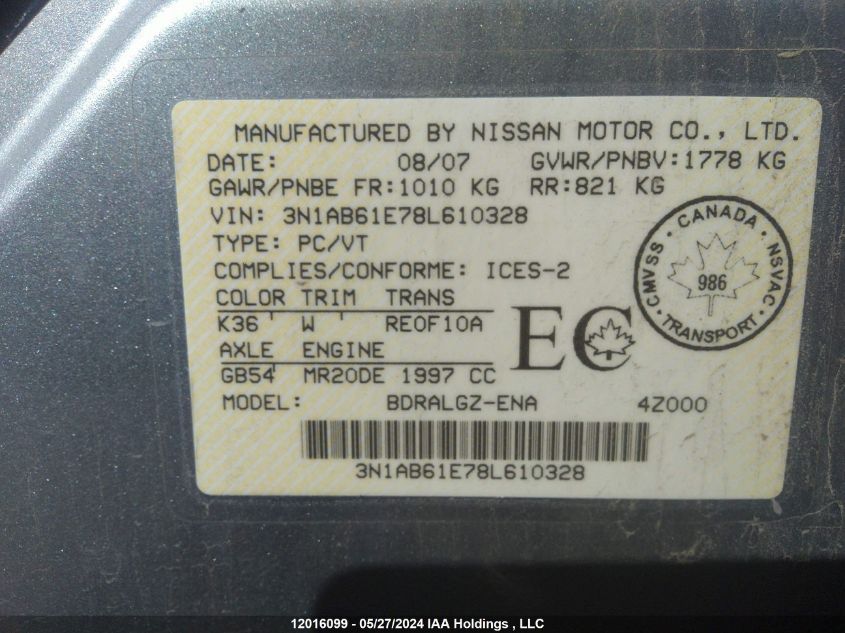 MANUFACTURED BY NISSAN MOTOR CO., LTD.
DATE: 08/07 GVWR/PNBV:1778 KG
GAWR/PNBE FR:1010 KG RR:821 KG
VIN: 3N1AB61E78L610328
TYPE: PC/VT
COMPLIES/CONFORME: ICES-2
CANADA · NSVAC · TRANSPORT · CMVSS ·
986
COLOR TRIM TRANS
K36 ' W ' RE0F10A
EC
AXLE ENGINE
GB54' MR20DE 1997 CC
MODEL: BDRALGZ-ENA 4Z000
3N1AB61E78L610328
12016099 - 05/27/2024 IAA Holdings , LLC